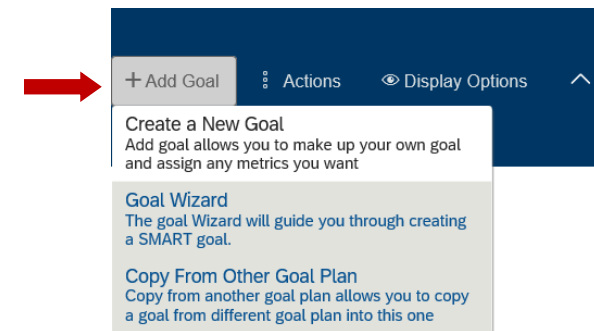 + Add Goal Actions Display Options
Create a New Goal
Add goal allows you to make up your own goal
and assign any metrics you want
Goal Wizard
The goal Wizard will guide you through creating
a SMART goal.
Copy From Other Goal Plan
Copy from another goal plan allows you to copy
a goal from different goal plan into this one